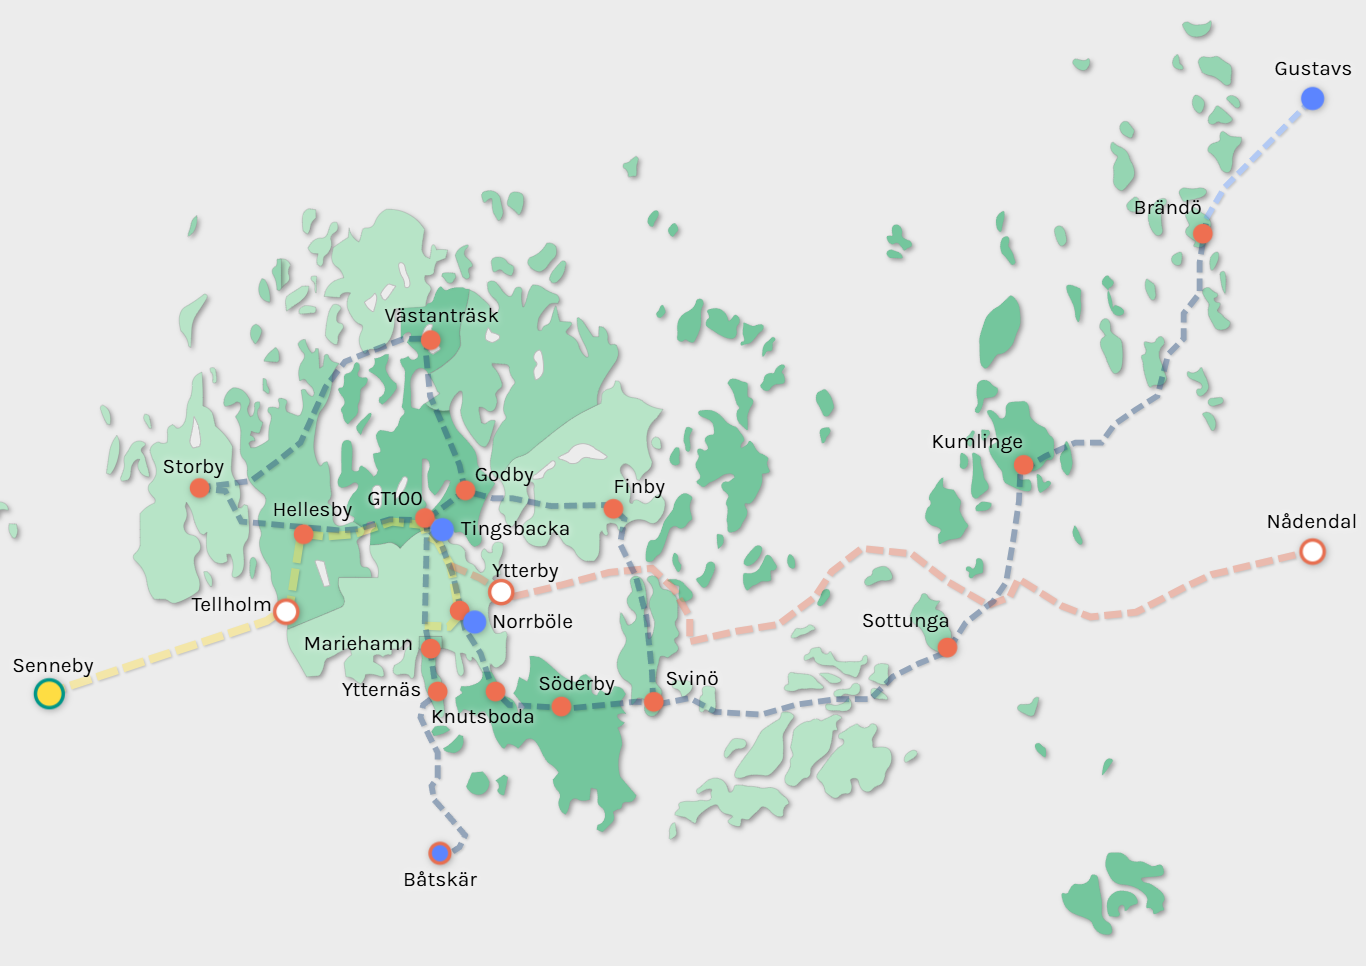 Gustavs
Brändö
Västanträsk
Kumlinge
Storby
Godby
Finby
GT100
Hellesby
Tingsbacka
Nådendal
Ytterby
Tellholm
Norrböle
Sottunga
Mariehamn
Senneby
Svinö
Söderby
Ytternäs
Knutsboda
Båtskär